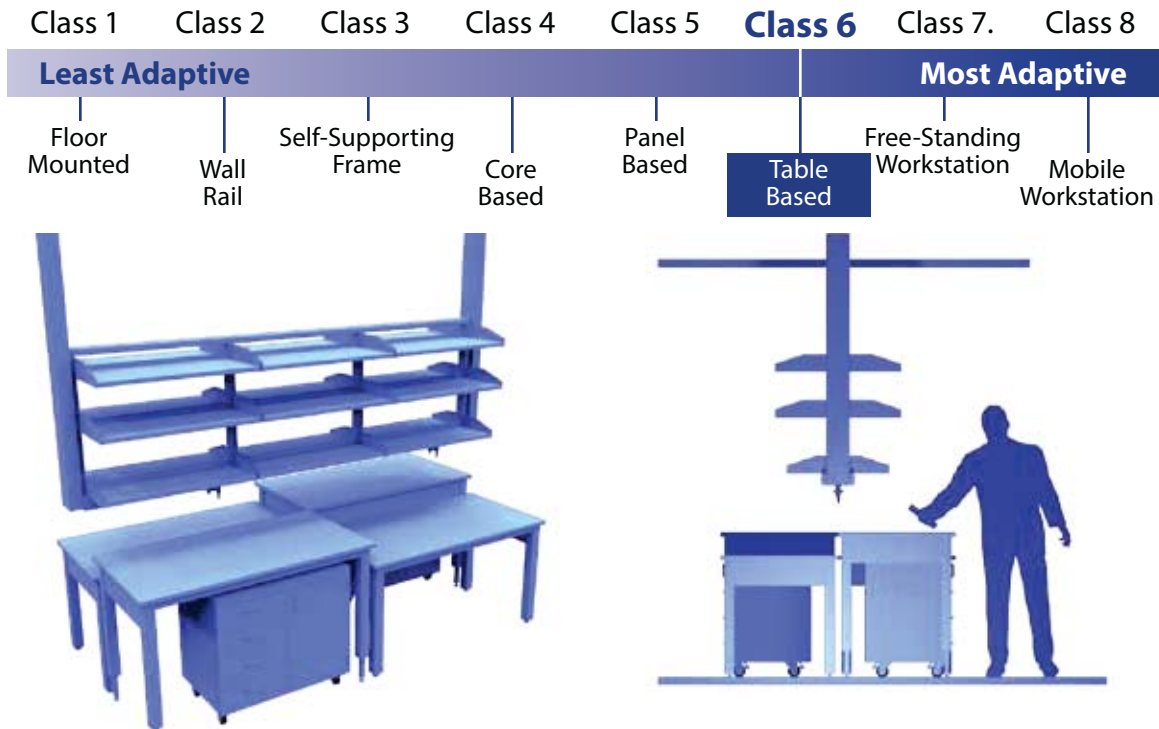 Class 1 Class 2 Class 3 Class 4 Class 5 Class 6 Class 7. Class 8
Least Adaptive Most Adaptive
Floor
Mounted
Wall
Rail
Self-Supporting
Frame
Core
Based
Panel
Based
Table
Based
Free-Standing
Workstation
Mobile
Workstation